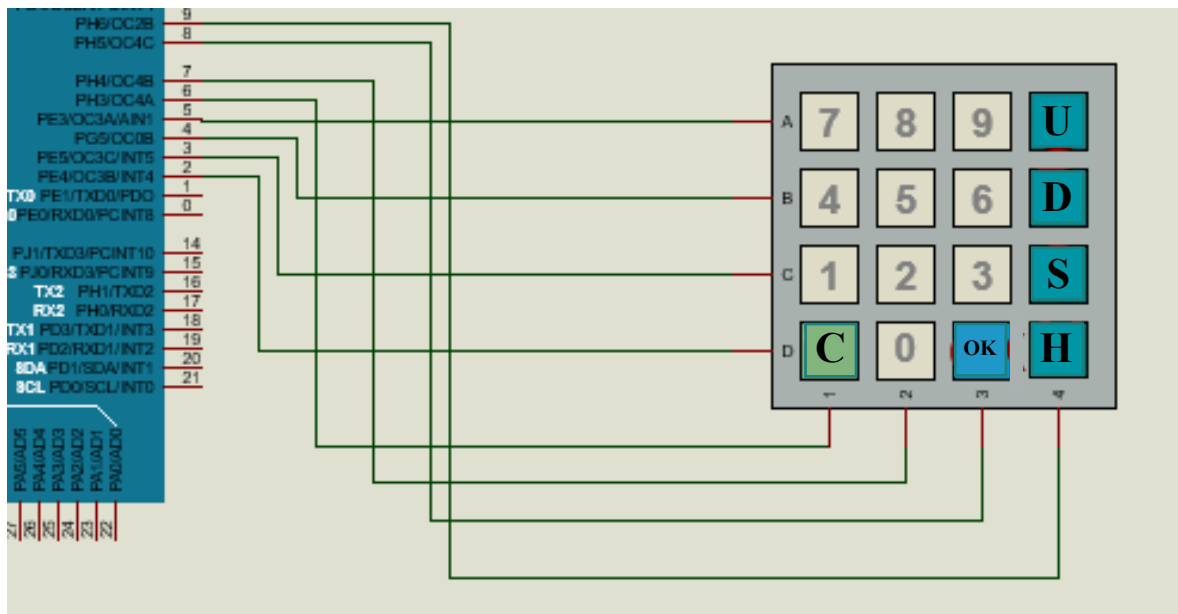 9
PH6/OC2B
8
PH5/OC4C
7
PH4/OC4B
6
PH3/OC4A
5
PE3/OC3A/AIN1
4
PG5/OC0B
3
PE5/OC3C/INT5
2
PE4/OC3B/INT4
1
TX0 PE1/TXD0/PDO
0
PE0/RXD0/PCINT8
14
PJ1/TXD3/PCINT10
15
PJ0/RXD3/PCINT9
16
TX2 PH1/TXD2
17
RX2 PH0/RXD2
18
TX1 PD3/TXD1/INT3
19
RX1 PD2/RXD1/INT2
20
SDA PD1/SDA/INT1
21
SCL PD0/SCL/INT0
PA5/AD5
PA4/AD4
PA3/AD3
PA2/AD2
PA1/AD1
PA0/AD0
27
26
25
24
23
22
A 7 8 9 U
B 4 5 6 D
C 1 2 3 S
D C 0 OK H
1 2 3 4